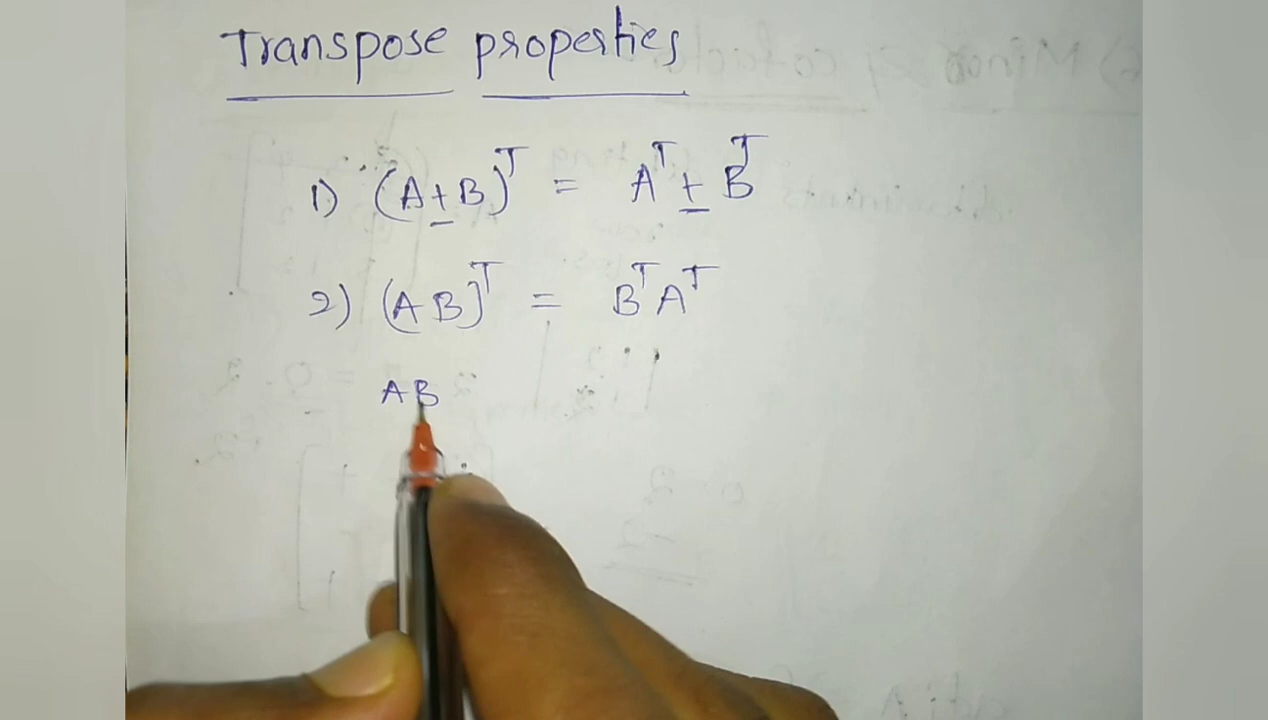 Transpose properties
1) (A+B)ᵀ = Aᵀ + Bᵀ
2) (AB)ᵀ = BᵀAᵀ
AB